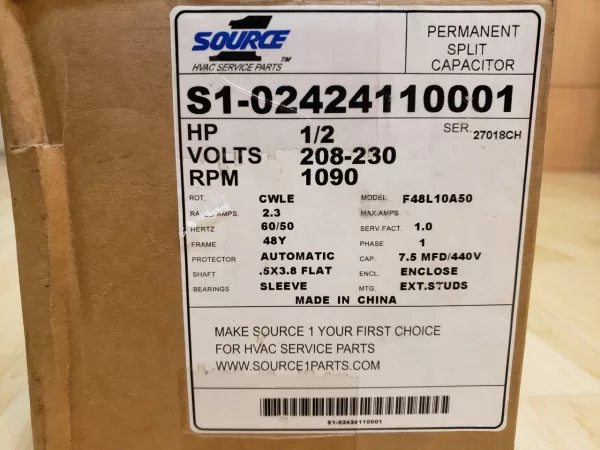 SOURCE 1™
HVAC SERVICE PARTS
PERMANENT
SPLIT
CAPACITOR
S1-02424110001
HP 1/2 SER. 27018CH
VOLTS 208-230
RPM 1090
ROT. CWLE MODEL F48L10A50
AMPS. 2.3 MAX.AMPS
HERTZ 60/50 SERV.FACT. 1.0
FRAME 48Y PHASE 1
PROTECTOR AUTOMATIC CAP. 7.5 MFD/440V
SHAFT .5X3.8 FLAT ENCL. ENCLOSE
BEARINGS SLEEVE MTG. EXT.STUDS
MADE IN CHINA
MAKE SOURCE 1 YOUR FIRST CHOICE
FOR HVAC SERVICE PARTS
WWW.SOURCE1PARTS.COM
S1-02424110001